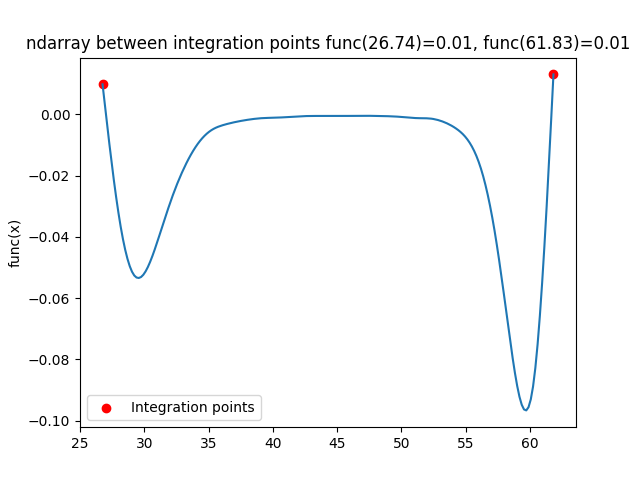 ndarray between integration points func(26.74)=0.01, func(61.83)=0.01
func(x)
0.00
−0.02
−0.04
−0.06
−0.08
−0.10
Integration points
25 30 35 40 45 50 55 60